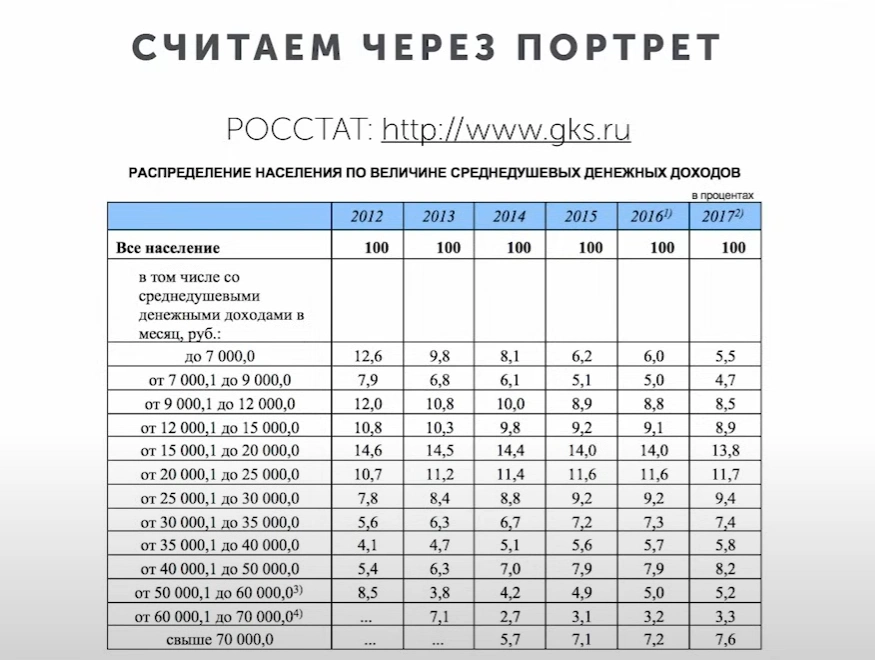 СЧИТАЕМ ЧЕРЕЗ ПОРТРЕТ
РОССТАТ: http://www.gks.ru
РАСПРЕДЕЛЕНИЕ НАСЕЛЕНИЯ ПО ВЕЛИЧИНЕ СРЕДНЕДУШЕВЫХ ДЕНЕЖНЫХ ДОХОДОВ
в процентах
2012 2013 2014 2015 2016¹⁾ 2017²⁾
Все население 100 100 100 100 100 100
в том числе со
среднедушевыми
денежными доходами в
месяц, руб.:
до 7 000,0 12,6 9,8 8,1 6,2 6,0 5,5
от 7 000,1 до 9 000,0 7,9 6,8 6,1 5,1 5,0 4,7
от 9 000,1 до 12 000,0 12,0 10,8 10,0 8,9 8,8 8,5
от 12 000,1 до 15 000,0 10,8 10,3 9,8 9,2 9,1 8,9
от 15 000,1 до 20 000,0 14,6 14,5 14,4 14,0 14,0 13,8
от 20 000,1 до 25 000,0 10,7 11,2 11,4 11,6 11,6 11,7
от 25 000,1 до 30 000,0 7,8 8,4 8,8 9,2 9,2 9,4
от 30 000,1 до 35 000,0 5,6 6,3 6,7 7,2 7,3 7,4
от 35 000,1 до 40 000,0 4,1 4,7 5,1 5,6 5,7 5,8
от 40 000,1 до 50 000,0 5,4 6,3 7,0 7,9 7,9 8,2
от 50 000,1 до 60 000,0³⁾ 8,5 3,8 4,2 4,9 5,0 5,2
от 60 000,1 до 70 000,0⁴⁾ ... 7,1 2,7 3,1 3,2 3,3
свыше 70 000,0 ... ... 5,7 7,1 7,2 7,6